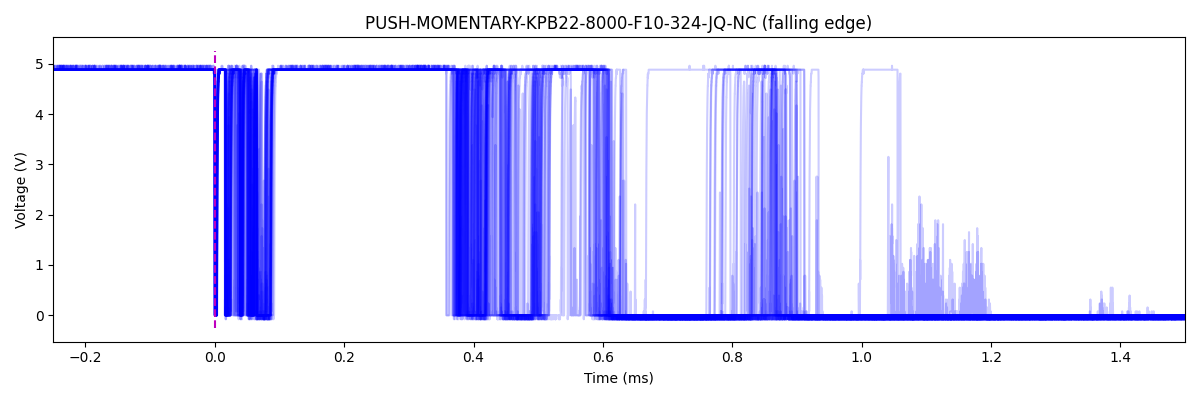 PUSH-MOMENTARY-KPB22-8000-F10-324-JQ-NC (falling edge)
Voltage (V)
5
4
3
2
1
0
−0.2 0.0 0.2 0.4 0.6 0.8 1.0 1.2 1.4
Time (ms)